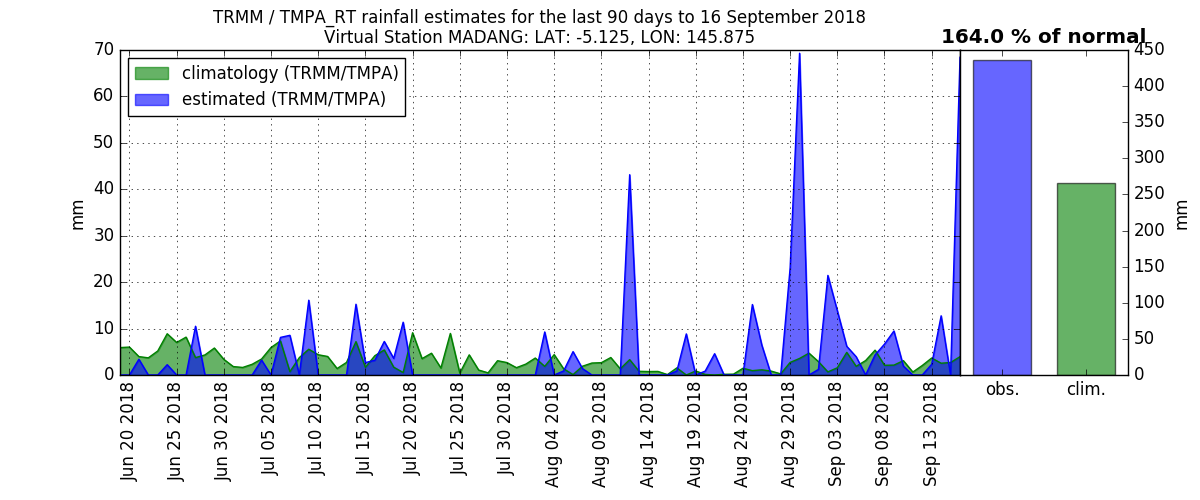 TRMM / TMPA_RT rainfall estimates for the last 90 days to 16 September 2018
Virtual Station MADANG: LAT: -5.125, LON: 145.875
164.0 % of normal
climatology (TRMM/TMPA)
estimated (TRMM/TMPA)
70
60
50
40
30
20
10
0
mm
Jun 20 2018
Jun 25 2018
Jun 30 2018
Jul 05 2018
Jul 10 2018
Jul 15 2018
Jul 20 2018
Jul 25 2018
Jul 30 2018
Aug 04 2018
Aug 09 2018
Aug 14 2018
Aug 19 2018
Aug 24 2018
Aug 29 2018
Sep 03 2018
Sep 08 2018
Sep 13 2018
obs.
clim.
450
400
350
300
250
200
150
100
50
0
mm